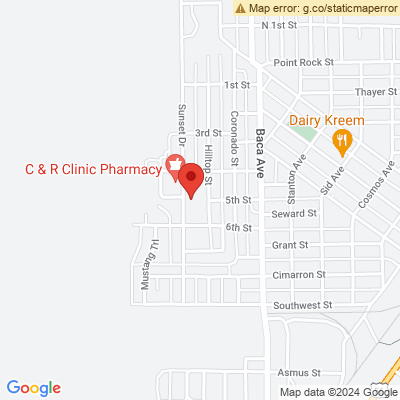 Map error: g.co/staticmaperror
N 1st St
Point Rock St
1st St
Thayer St
Sunset Dr
Dairy Kreem
3rd St
Coronado St
Baca Ave
Hilltop St
C & R Clinic Pharmacy
Stanton Ave
Sid Ave
Cosmos Ave
5th St
Seward St
6th St
Mustang Trl
Grant St
Cimarron St
Southwest St
Asmus St
Google
Map data ©2024 Google